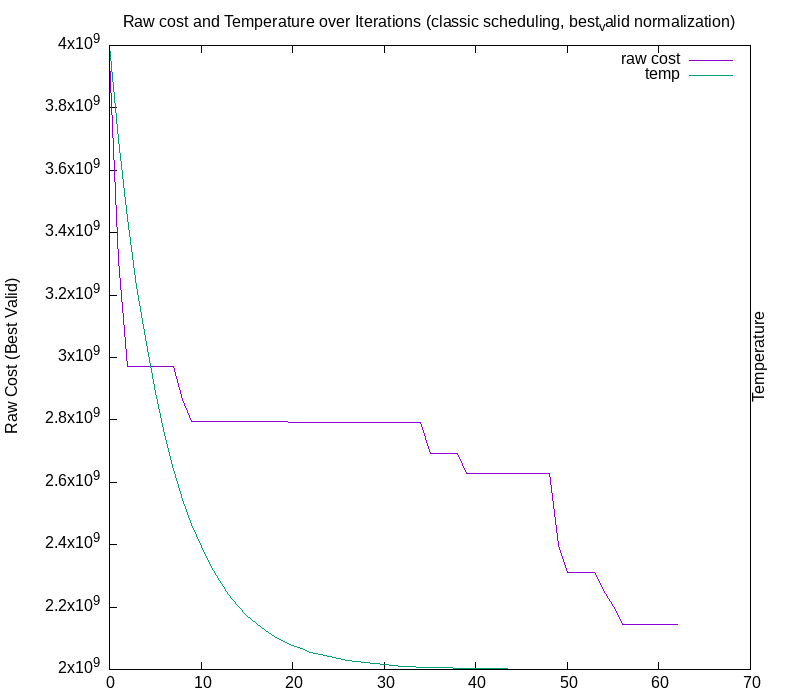 Raw cost and Temperature over Iterations (classic scheduling, best_valid normalization)
raw cost
temp
4x10^9
3.8x10^9
3.6x10^9
3.4x10^9
3.2x10^9
3x10^9
2.8x10^9
2.6x10^9
2.4x10^9
2.2x10^9
2x10^9
Raw Cost (Best Valid)
Temperature
0 10 20 30 40 50 60 70